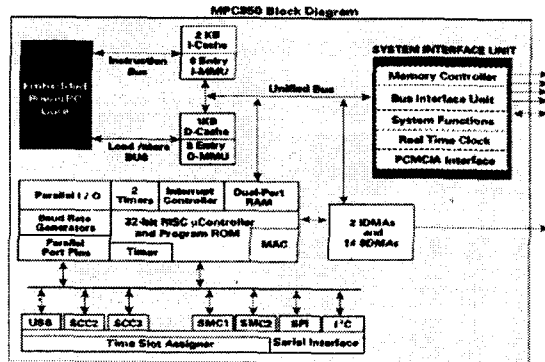 MPC850 Block Diagram
2 KB
I-Cache
Instruction
Bus
8 Entry
I-MMU
Embedded
PowerPC
Core
Unified Bus
1KB
D-Cache
Load/Store
BUS
8 Entry
D-MMU
SYSTEM INTERFACE UNIT
Memory Controller
Bus Interface Unit
System Functions
Real Time Clock
PCMCIA Interface
Parallel I / O
2
Timers
Interrupt
Controller
Dual-Port
RAM
Baud Rate
Generators
32-bit RISC µController
and Program ROM
Parallel
Port Pins
Timer
MAC
2 IDMAs
and
14 SDMAs
USB
SCC2
SCC3
SMC1
SMC2
SPI
I²C
Time Slot Assigner
Serial Interface